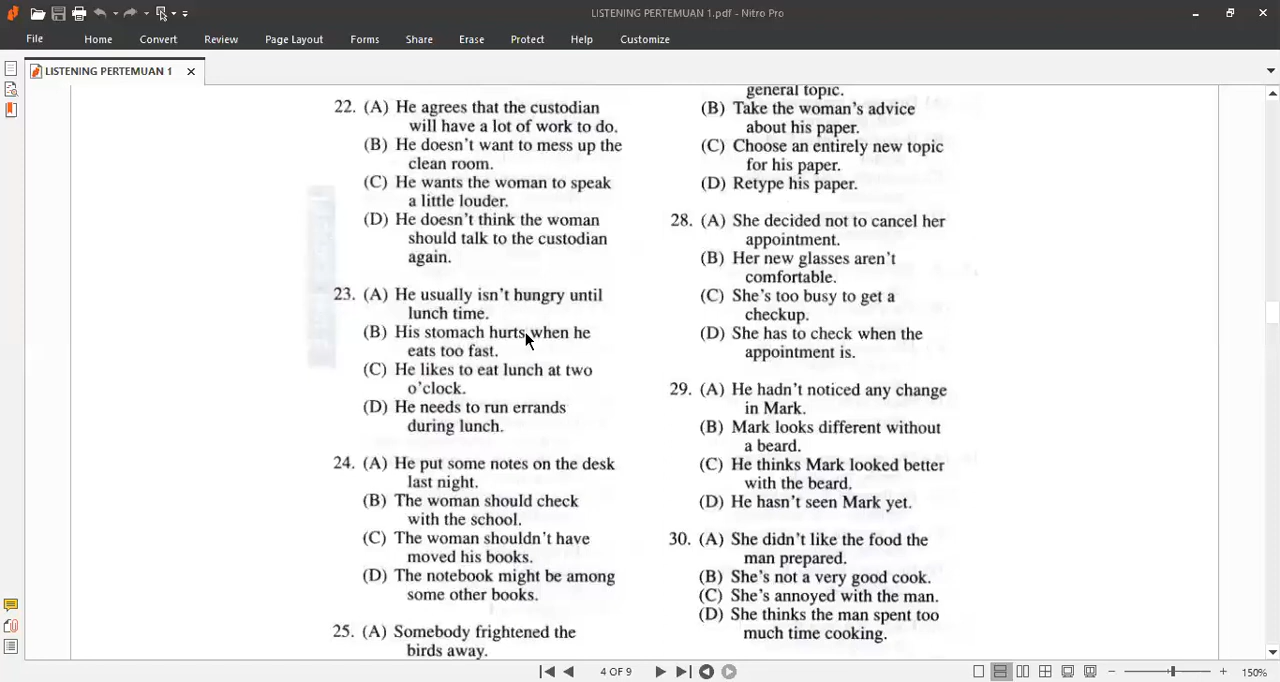 LISTENING PERTEMUAN 1.pdf - Nitro Pro
File Home Convert Review Page Layout Forms Share Erase Protect Help Customize
LISTENING PERTEMUAN 1
22. (A) He agrees that the custodian
will have a lot of work to do.
(B) He doesn't want to mess up the
clean room.
(C) He wants the woman to speak
a little louder.
(D) He doesn't think the woman
should talk to the custodian
again.
23. (A) He usually isn't hungry until
lunch time.
(B) His stomach hurts when he
eats too fast.
(C) He likes to eat lunch at two
o'clock.
(D) He needs to run errands
during lunch.
24. (A) He put some notes on the desk
last night.
(B) The woman should check
with the school.
(C) The woman shouldn't have
moved his books.
(D) The notebook might be among
some other books.
25. (A) Somebody frightened the
birds away.
general topic.
(B) Take the woman's advice
about his paper.
(C) Choose an entirely new topic
for his paper.
(D) Retype his paper.
28. (A) She decided not to cancel her
appointment.
(B) Her new glasses aren't
comfortable.
(C) She's too busy to get a
checkup.
(D) She has to check when the
appointment is.
29. (A) He hadn't noticed any change
in Mark.
(B) Mark looks different without
a beard.
(C) He thinks Mark looked better
with the beard.
(D) He hasn't seen Mark yet.
30. (A) She didn't like the food the
man prepared.
(B) She's not a very good cook.
(C) She's annoyed with the man.
(D) She thinks the man spent too
much time cooking.
4 OF 9
150%